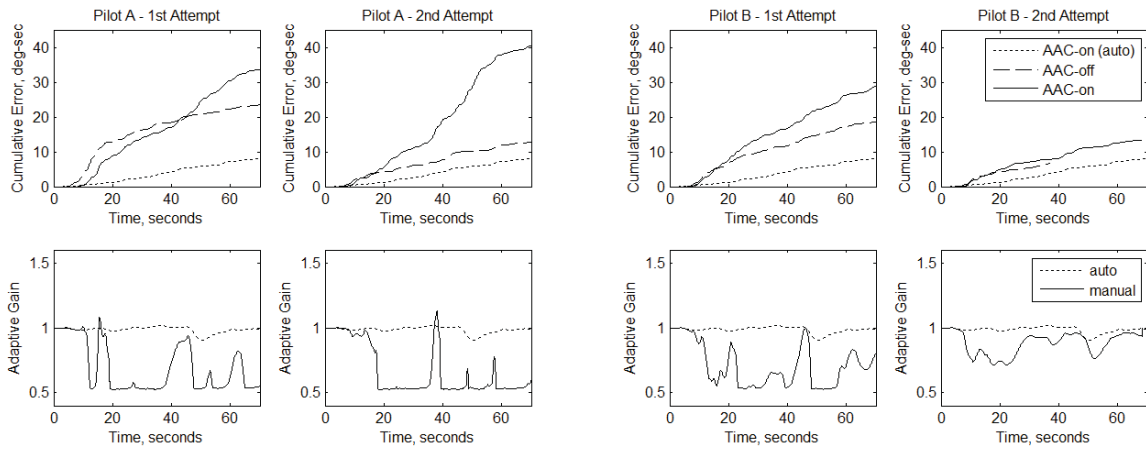 Pilot A - 1st Attempt
Cumulative Error, deg-sec
40
30
20
10
0
0 20 40 60
Time, seconds
Pilot A - 2nd Attempt
Cumulative Error, deg-sec
40
30
20
10
0
0 20 40 60
Time, seconds
Pilot B - 1st Attempt
Cumulative Error, deg-sec
40
30
20
10
0
0 20 40 60
Time, seconds
Pilot B - 2nd Attempt
Cumulative Error, deg-sec
40
30
20
10
0
0 20 40 60
Time, seconds
AAC-on (auto)
AAC-off
AAC-on
Adaptive Gain
1.5
1
0.5
0 20 40 60
Time, seconds
Adaptive Gain
1.5
1
0.5
0 20 40 60
Time, seconds
Adaptive Gain
1.5
1
0.5
0 20 40 60
Time, seconds
Adaptive Gain
1.5
1
0.5
0 20 40 60
Time, seconds
auto
manual